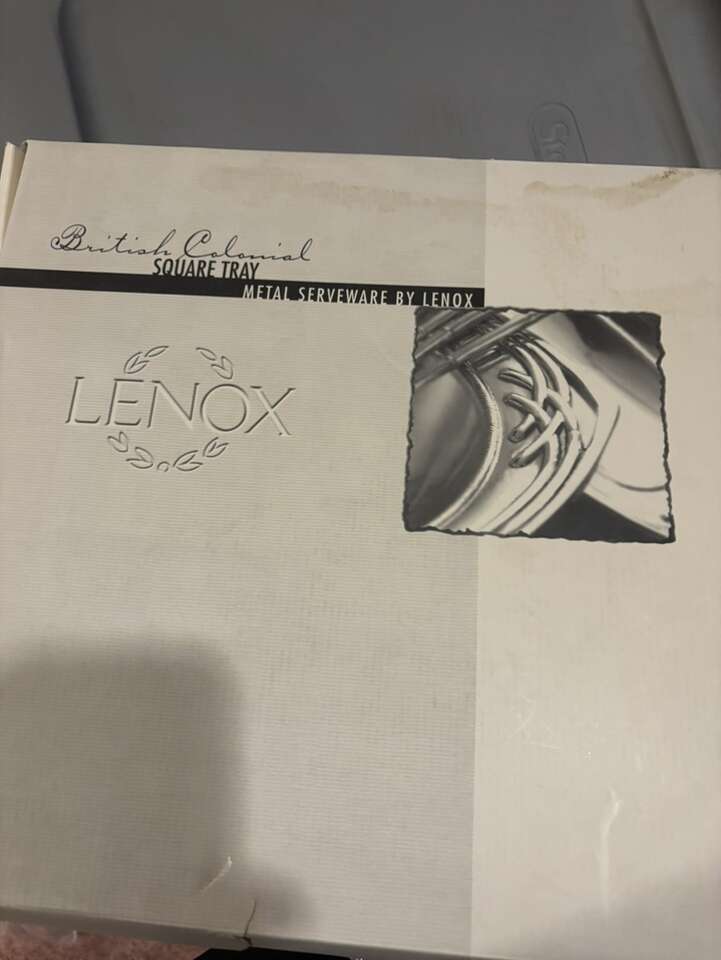 British Colonial
SQUARE TRAY
METAL SERVEWARE BY LENOX
LENOX